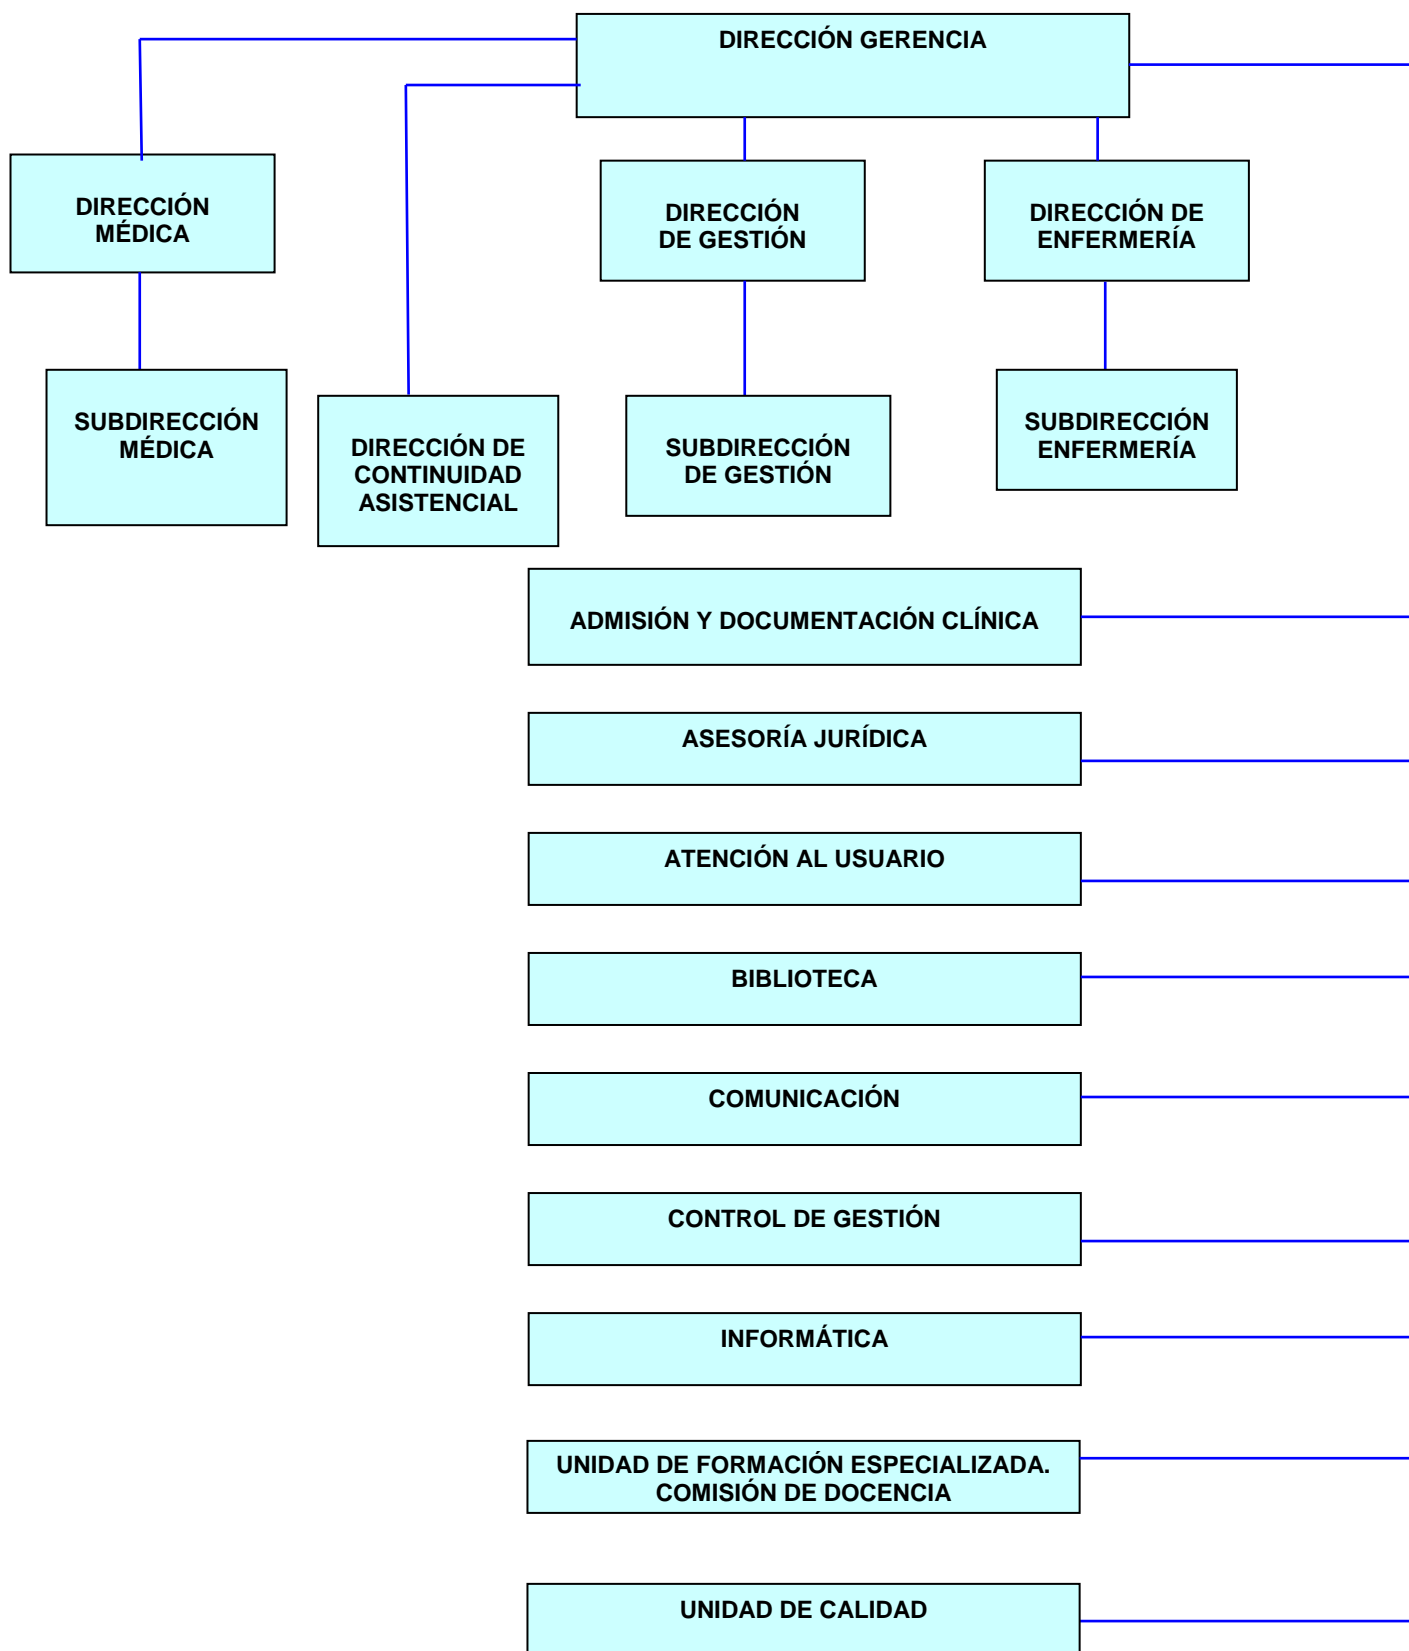 DIRECCIÓN GERENCIA
DIRECCIÓN
MÉDICA
DIRECCIÓN
DE GESTIÓN
DIRECCIÓN DE
ENFERMERÍA
SUBDIRECCIÓN
MÉDICA
DIRECCIÓN DE
CONTINUIDAD
ASISTENCIAL
SUBDIRECCIÓN
DE GESTIÓN
SUBDIRECCIÓN
ENFERMERÍA
ADMISIÓN Y DOCUMENTACIÓN CLÍNICA
ASESORÍA JURÍDICA
ATENCIÓN AL USUARIO
BIBLIOTECA
COMUNICACIÓN
CONTROL DE GESTIÓN
INFORMÁTICA
UNIDAD DE FORMACIÓN ESPECIALIZADA.
COMISIÓN DE DOCENCIA
UNIDAD DE CALIDAD